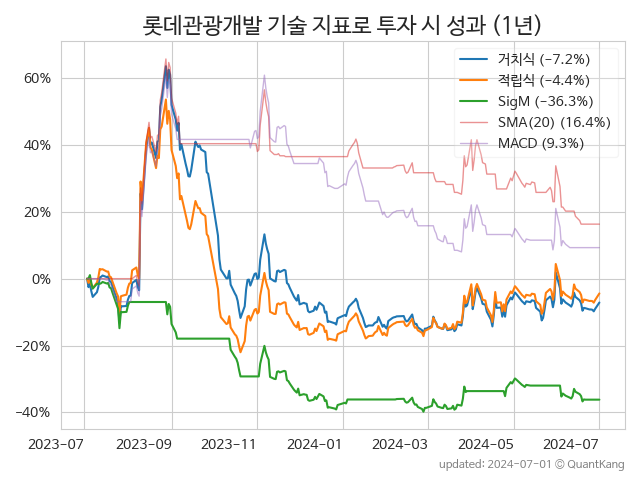 롯데관광개발 기술 지표로 투자 시 성과 (1년)
60%
40%
20%
0%
−20%
−40%
거치식 (−7.2%)
적립식 (−4.4%)
SigM (−36.3%)
SMA(20) (16.4%)
MACD (9.3%)
2023-07
2023-09
2023-11
2024-01
2024-03
2024-05
2024-07
updated: 2024-07-01 © QuantKang